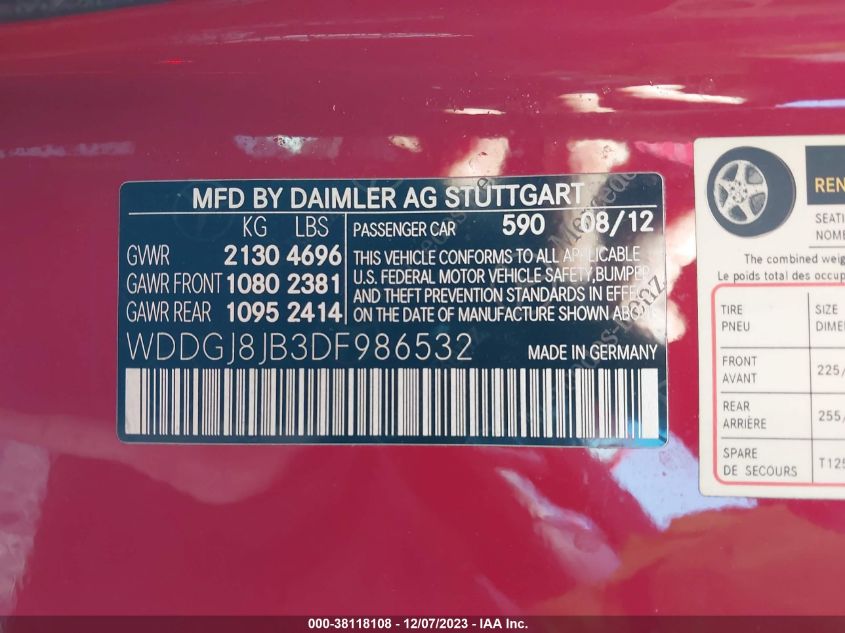 MFD BY DAIMLER AG STUTTGART
KG LBS
GVWR 2130 4696
GAWR FRONT 1080 2381
GAWR REAR 1095 2414
PASSENGER CAR 590 08/12
THIS VEHICLE CONFORMS TO ALL APPLICABLE
U.S. FEDERAL MOTOR VEHICLE SAFETY, BUMPER
AND THEFT PREVENTION STANDARDS IN EFFECT
ON THE DATE OF MANUFACTURE SHOWN ABOVE
WDDGJ8JB3DF986532 MADE IN GERMANY
REN
SEATI
NOMB
The combined weig
Le poids total des occup
TIRE SIZE
PNEU DIMEN
FRONT
AVANT 225/
REAR
ARRIÈRE 255/
SPARE
DE SECOURS T125
000-38118108 - 12/07/2023 - IAA Inc.